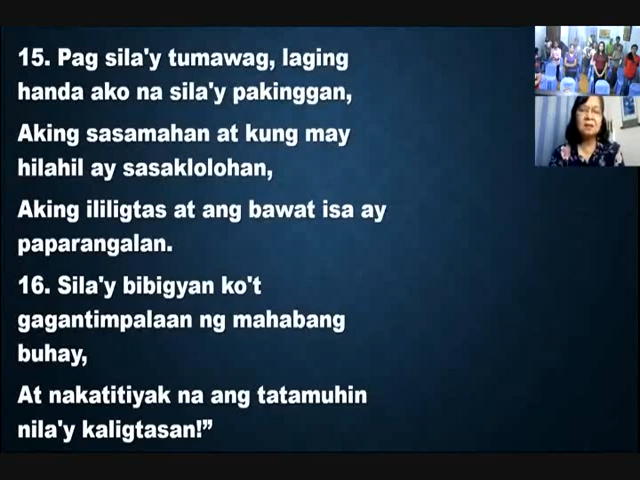 15. Pag sila'y tumawag, laging
handa ako na sila'y pakinggan,
Aking sasamahan at kung may
hilahil ay sasaklolohan,
Aking ililigtas at ang bawat isa ay
paparangalan.
16. Sila'y bibigyan ko't
gagantimpalaan ng mahabang
buhay,
At nakatitiyak na ang tatamuhin
nila'y kaligtasan!”